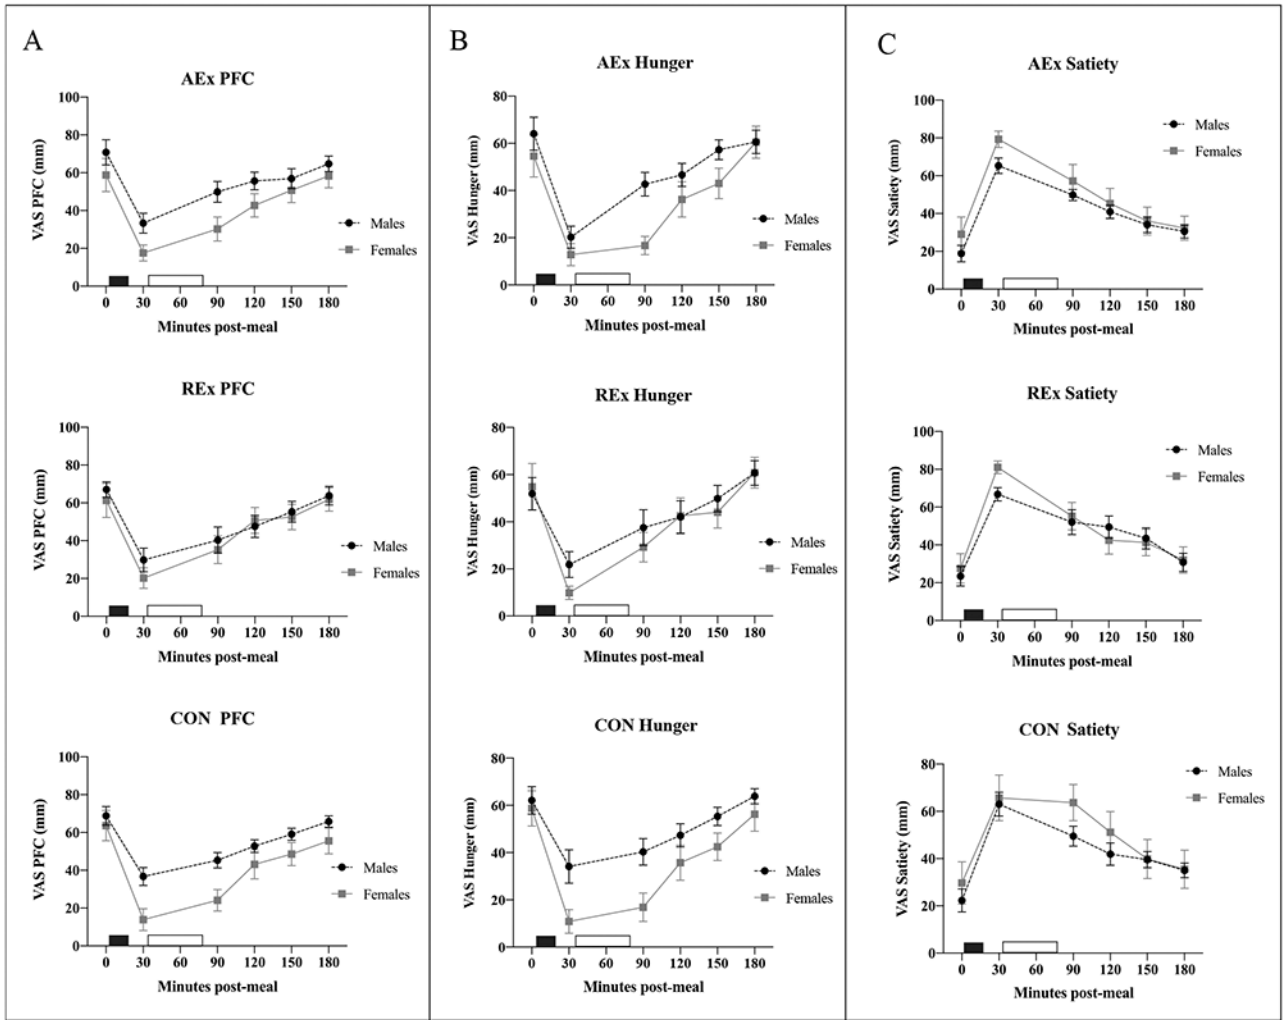 A
AEx PFC
VAS PFC (mm)
100
80
60
40
20
0
0 30 60 90 120 150 180
Minutes post-meal
Males
Females
REx PFC
VAS PFC (mm)
100
80
60
40
20
0
0 30 60 90 120 150 180
Minutes post-meal
Males
Females
CON PFC
VAS PFC (mm)
100
80
60
40
20
0
0 30 60 90 120 150 180
Minutes post-meal
Males
Females
B
AEx Hunger
VAS Hunger (mm)
80
60
40
20
0
0 30 60 90 120 150 180
Minutes post-meal
Males
Females
REx Hunger
VAS Hunger (mm)
80
60
40
20
0
0 30 60 90 120 150 180
Minutes post-meal
Males
Females
CON Hunger
VAS Hunger (mm)
80
60
40
20
0
0 30 60 90 120 150 180
Minutes post-meal
Males
Females
C
AEx Satiety
VAS Satiety (mm)
100
80
60
40
20
0
0 30 60 90 120 150 180
Minutes post-meal
Males
Females
REx Satiety
VAS Satiety (mm)
100
80
60
40
20
0
0 30 60 90 120 150 180
Minutes post-meal
Males
Females
CON Satiety
VAS Satiety (mm)
80
60
40
20
0
0 30 60 90 120 150 180
Minutes post-meal
Males
Females